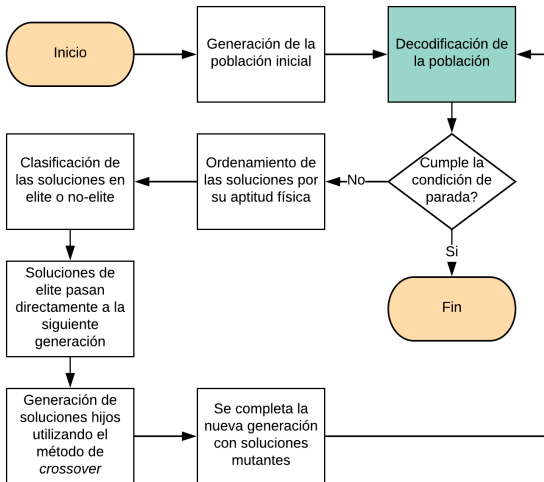 Inicio
Generación de la
población inicial
Decodificación de
la población
Cumple la
condición de
parada?
No
Si
Fin
Ordenamiento de
las soluciones por
su aptitud física
Clasificación de
las soluciones en
elite o no-elite
Soluciones de
elite pasan
directamente a la
siguiente
generación
Generación de
soluciones hijos
utilizando el
método de
crossover
Se completa la
nueva generación
con soluciones
mutantes